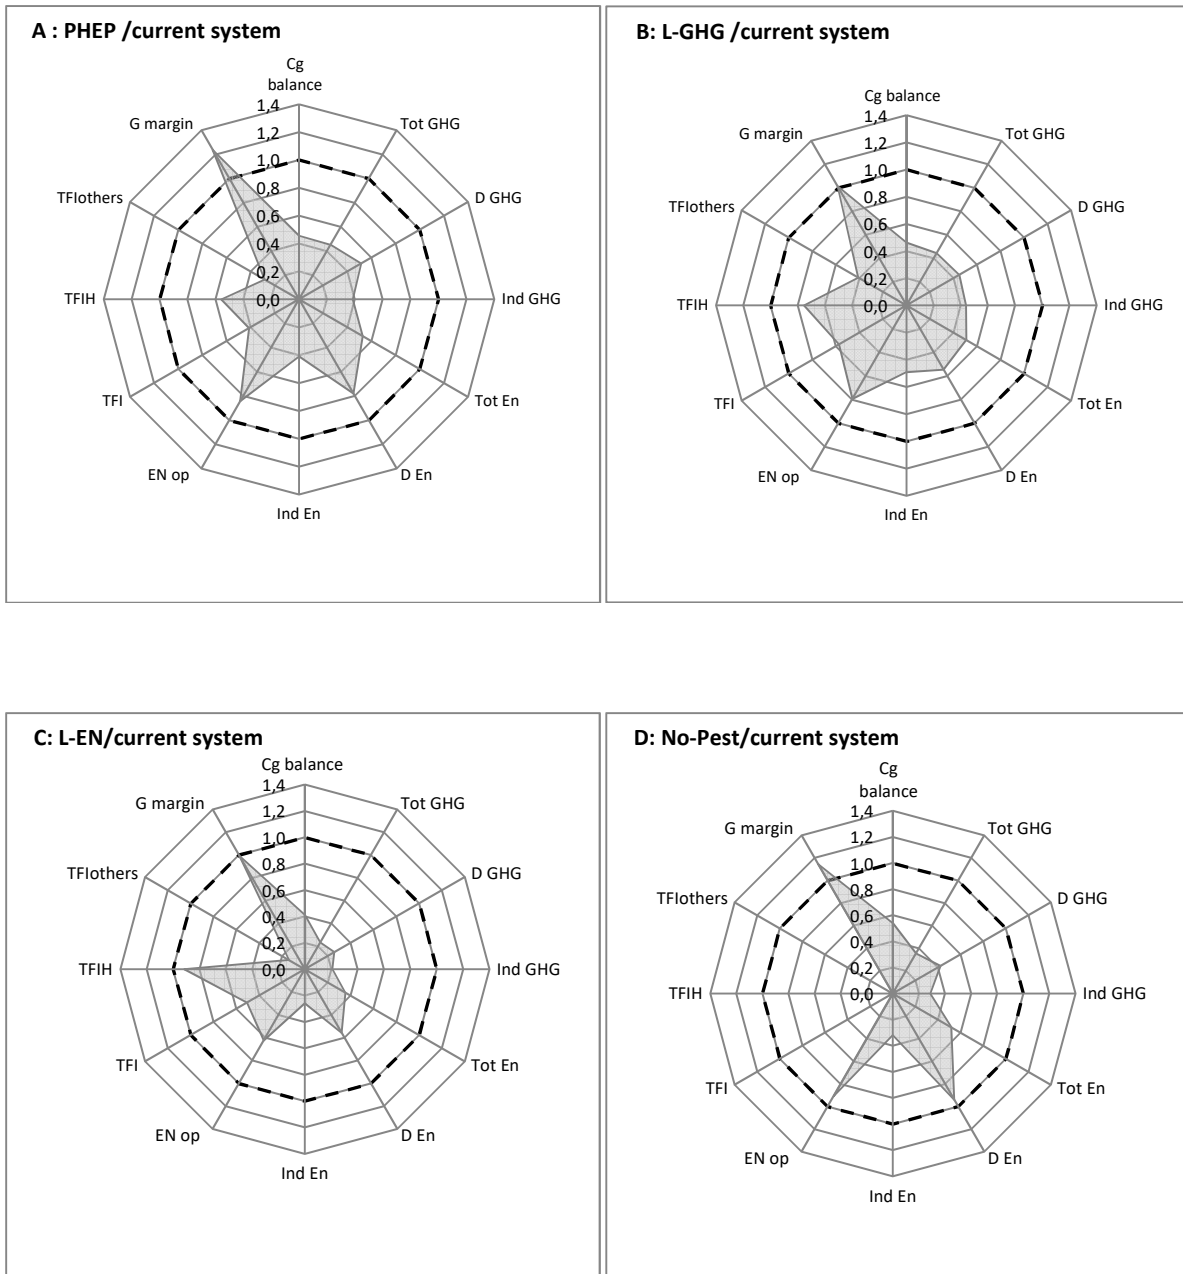 A : PHEP /current system
Cg
balance
1,4
1,2
1,0
0,8
0,6
0,4
0,2
0,0
Tot GHG
D GHG
Ind GHG
Tot En
D En
Ind En
EN op
TFI
TFIH
TFIothers
G margin
B: L-GHG /current system
Cg balance
1,4
1,2
1,0
0,8
0,6
0,4
0,2
0,0
Tot GHG
D GHG
Ind GHG
Tot En
D En
Ind En
EN op
TFI
TFIH
TFIothers
G margin
C: L-EN/current system
Cg balance
1,4
1,2
1,0
0,8
0,6
0,4
0,2
0,0
Tot GHG
D GHG
Ind GHG
Tot En
D En
Ind En
EN op
TFI
TFIH
TFIothers
G margin
D: No-Pest/current system
Cg
balance
1,4
1,2
1,0
0,8
0,6
0,4
0,2
0,0
Tot GHG
D GHG
Ind GHG
Tot En
D En
Ind En
EN op
TFI
TFIH
TFIothers
G margin